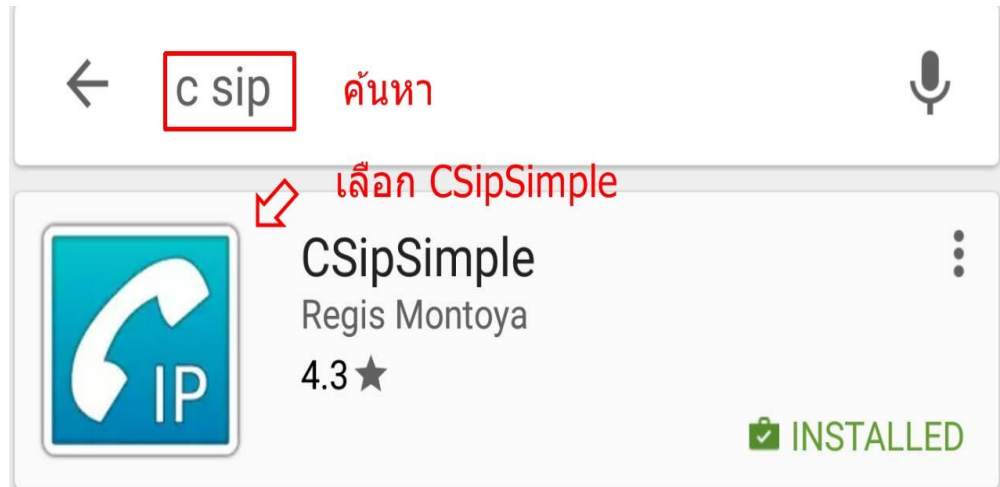 c sip ค้นหา
เลือก CSipSimple
CSipSimple
Regis Montoya
4.3
IP
INSTALLED